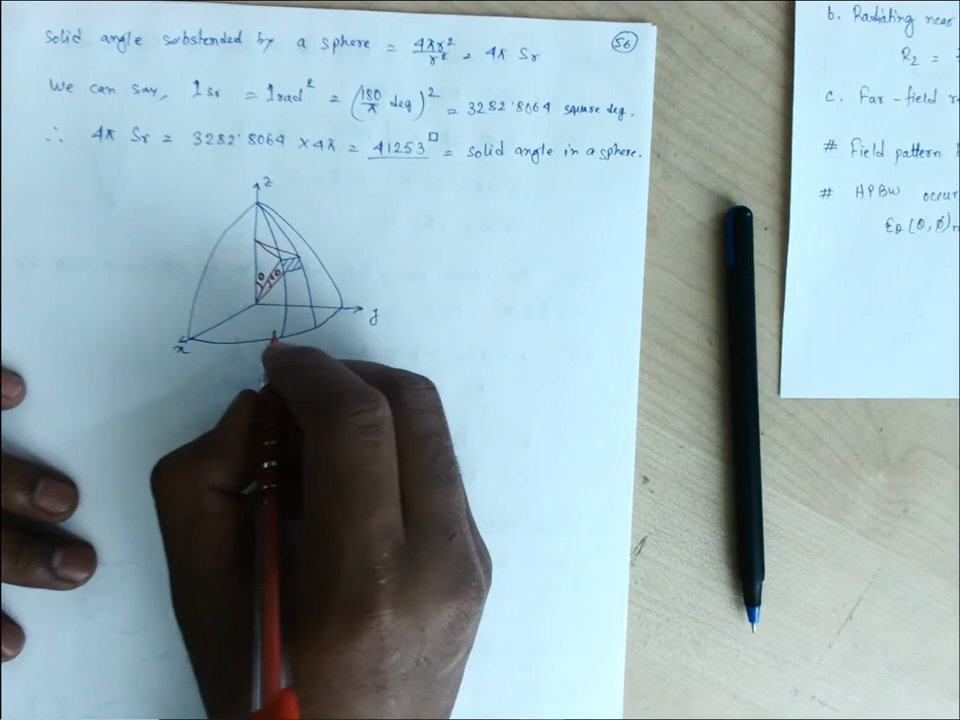 Solid angle substended by a sphere = 4πr²/r² = 4π Sr
56
We can say, 1 sr = 1 rad² = (180/π deg)² = 3282.8064 square deg.
∴ 4π Sr = 3282.8064 × 4π = 41253□ = solid angle in a sphere.
z
θ
y
x
b. Radiating near
R₂ =
c. Far-field
# Field pattern
# HPBW occur
Eθ(θ, φ)n